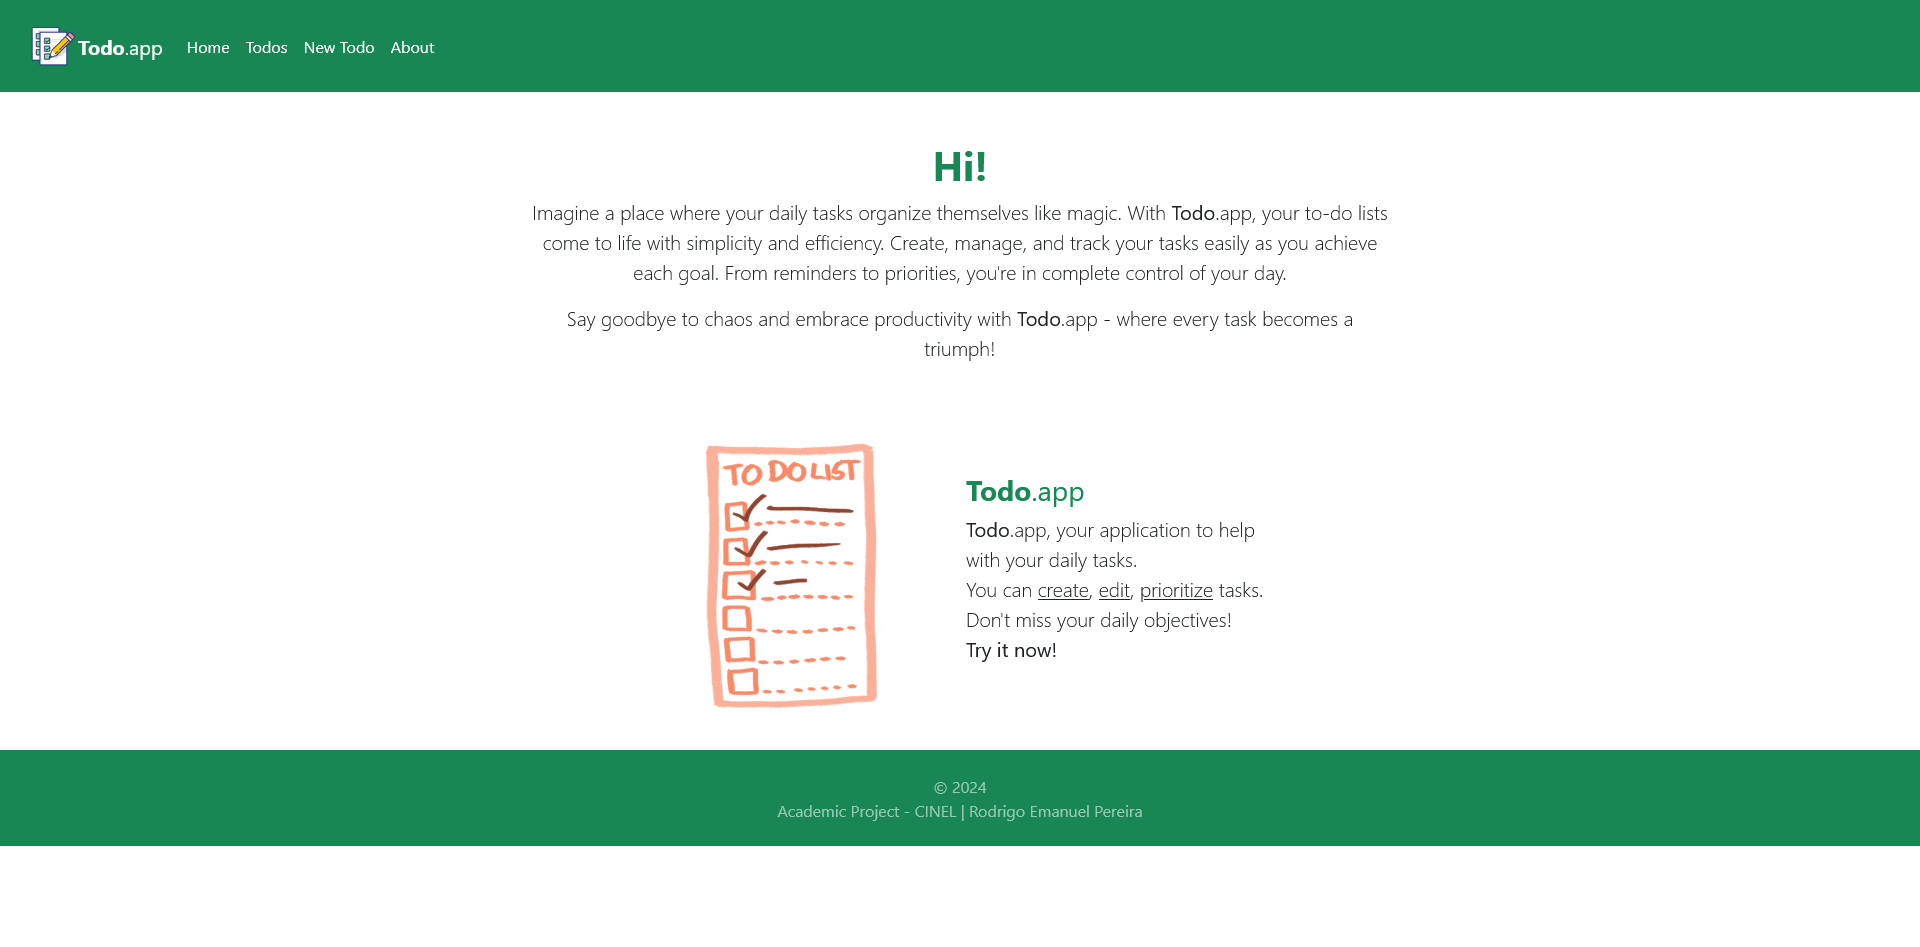 Todo.app Home Todos New Todo About
Hi!
Imagine a place where your daily tasks organize themselves like magic. With Todo.app, your to-do lists
come to life with simplicity and efficiency. Create, manage, and track your tasks easily as you achieve
each goal. From reminders to priorities, you're in complete control of your day.
Say goodbye to chaos and embrace productivity with Todo.app - where every task becomes a
triumph!
TO DO LIST
Todo.app
Todo.app, your application to help
with your daily tasks.
You can create, edit, prioritize tasks.
Don't miss your daily objectives!
Try it now!
© 2024
Academic Project - CINEL | Rodrigo Emanuel Pereira